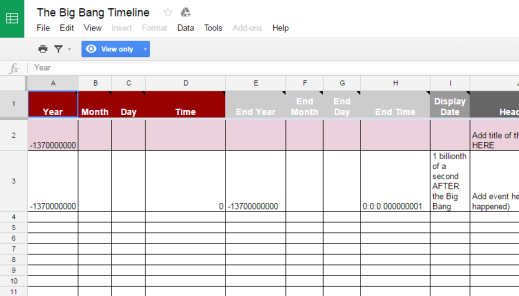 The Big Bang Timeline
File Edit View Insert Format Data Tools Add-ons Help
View only
fx Year
A B C D E F G H I
1 Year Month Day Time End Year End Month End Day End Time Display Date Head
2 -1370000000 Add title of th
HERE
3 -1370000000 0 -13700000000 0:0:0.000000001 1 billionth
of a
second
AFTER
the Big
Bang
Add event he
happened)
4
5
6
7
8
9
10
11